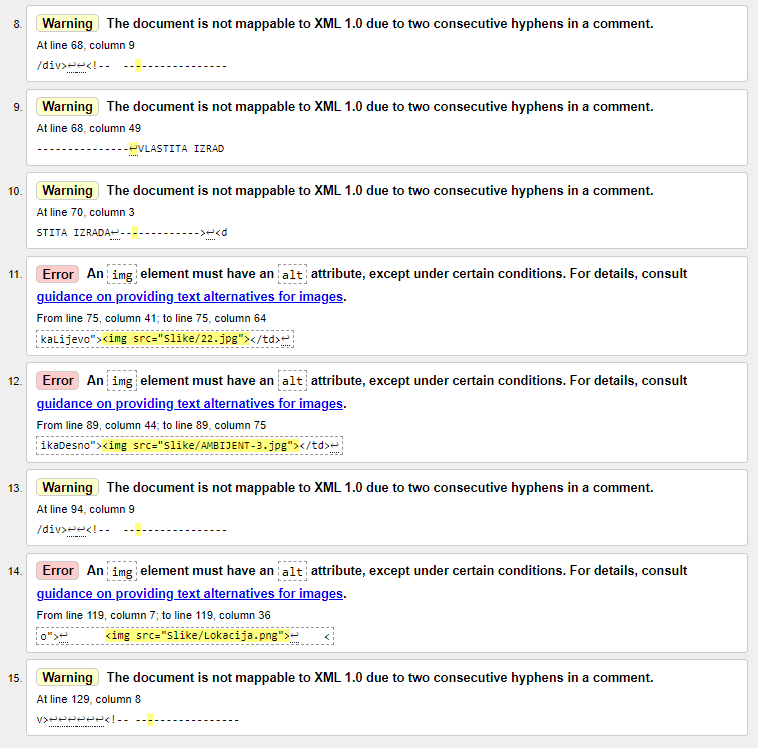 8. Warning The document is not mappable to XML 1.0 due to two consecutive hyphens in a comment.
At line 68, column 9
/div>↩↩<!--  ------------------
9. Warning The document is not mappable to XML 1.0 due to two consecutive hyphens in a comment.
At line 68, column 49
---------------↩VLASTITA IZRAD
10. Warning The document is not mappable to XML 1.0 due to two consecutive hyphens in a comment.
At line 70, column 3
STITA IZRADA↩------------->↩<d
11. Error An img element must have an alt attribute, except under certain conditions. For details, consult
guidance on providing text alternatives for images.
From line 75, column 41; to line 75, column 64
kaLijevo"><img src="Slike/22.jpg"></td>↩
12. Error An img element must have an alt attribute, except under certain conditions. For details, consult
guidance on providing text alternatives for images.
From line 89, column 44; to line 89, column 75
ikaDesno"><img src="Slike/AMBIJENT-3.jpg"></td>↩
13. Warning The document is not mappable to XML 1.0 due to two consecutive hyphens in a comment.
At line 94, column 9
/div>↩↩<!--  ------------------
14. Error An img element must have an alt attribute, except under certain conditions. For details, consult
guidance on providing text alternatives for images.
From line 119, column 7; to line 119, column 36
o">↩      <img src="Slike/Lokacija.png">↩    <
15. Warning The document is not mappable to XML 1.0 due to two consecutive hyphens in a comment.
At line 129, column 8
v>↩↩↩↩↩↩<!-- ------------------